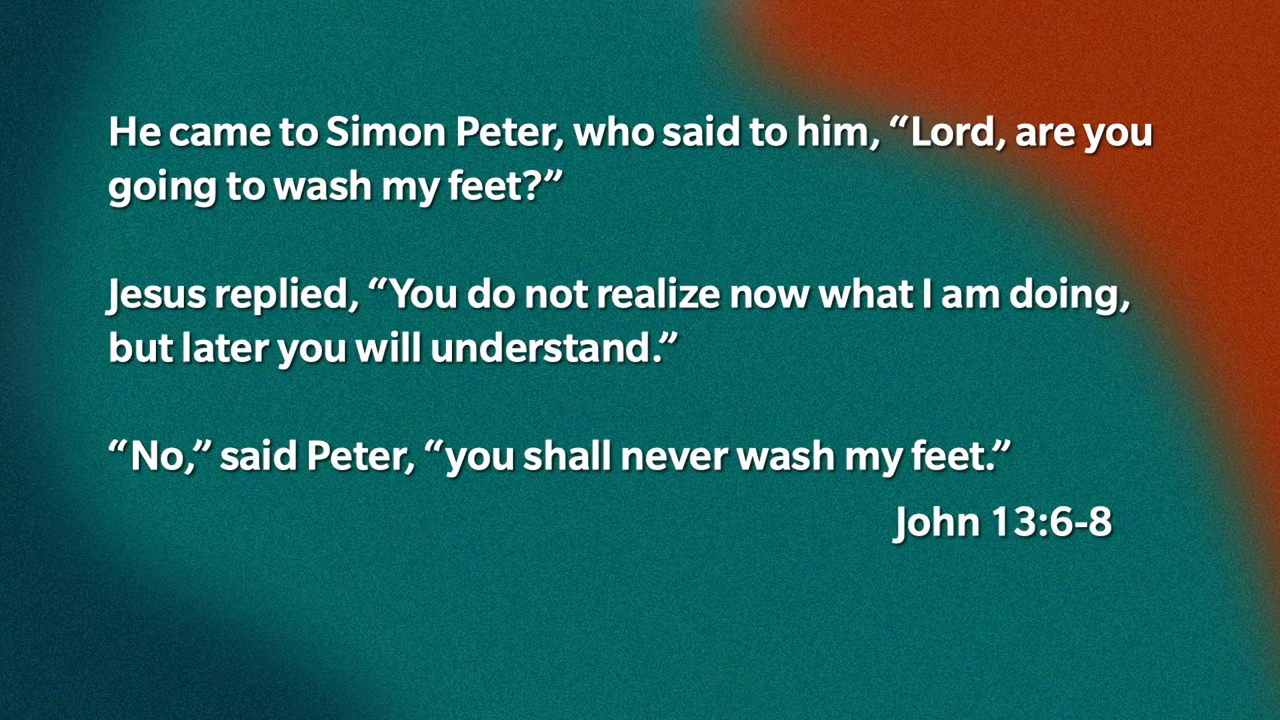 He came to Simon Peter, who said to him, “Lord, are you
going to wash my feet?”
Jesus replied, “You do not realize now what I am doing,
but later you will understand.”
“No,” said Peter, “you shall never wash my feet.”
John 13:6-8